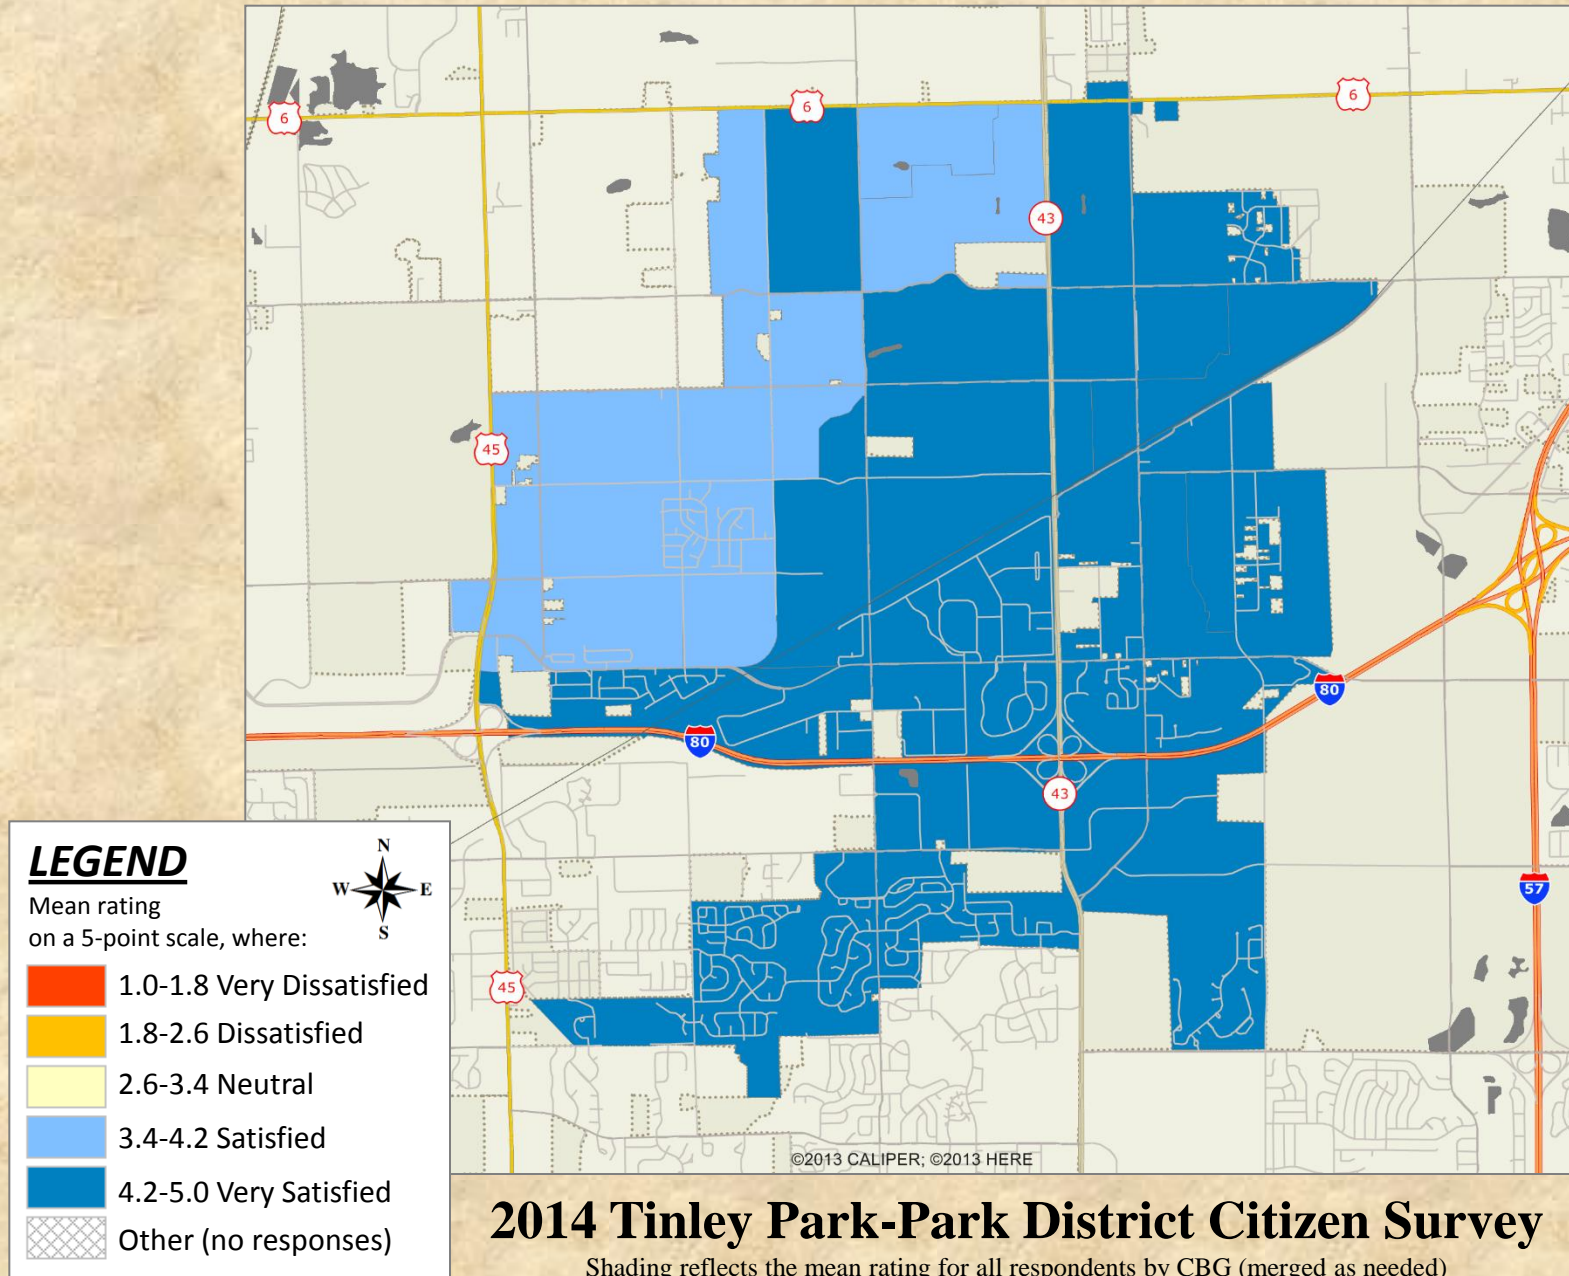 6
6
6
43
45
80
80
43
57
45
©2013 CALIPER; ©2013 HERE
LEGEND
N
W E
S
Mean rating
on a 5-point scale, where:
1.0-1.8 Very Dissatisfied
1.8-2.6 Dissatisfied
2.6-3.4 Neutral
3.4-4.2 Satisfied
4.2-5.0 Very Satisfied
Other (no responses)
2014 Tinley Park-Park District Citizen Survey
Shading reflects the mean rating for all respondents by CBG (merged as needed)